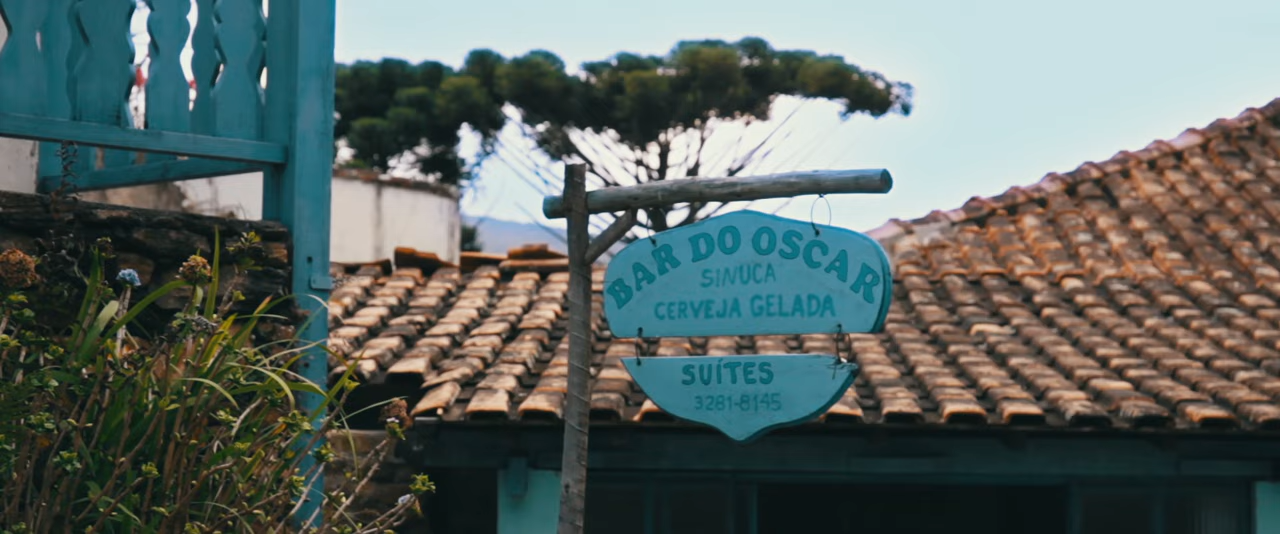 BAR DO OSCAR
SINUCA
CERVEJA GELADA
SUÍTES
3281-8145